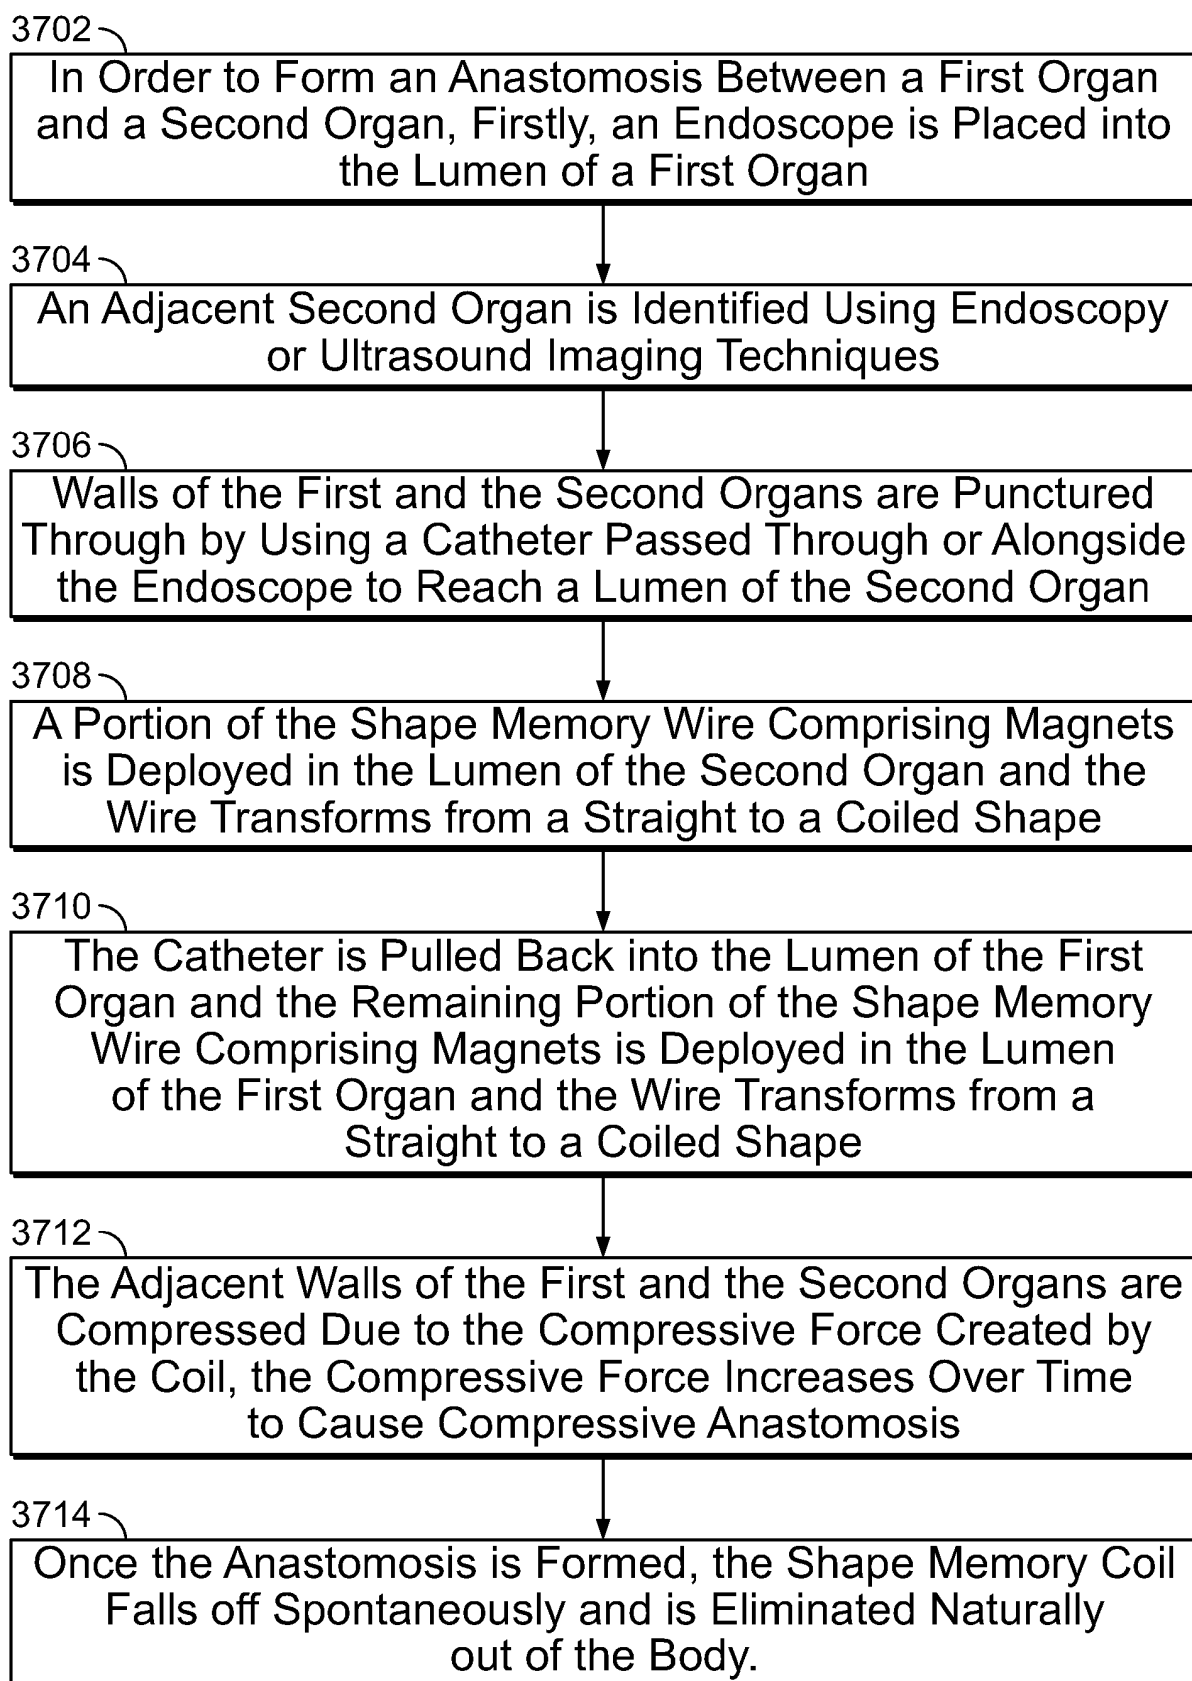 3702
In Order to Form an Anastomosis Between a First Organ
and a Second Organ, Firstly, an Endoscope is Placed into
the Lumen of a First Organ
3704
An Adjacent Second Organ is Identified Using Endoscopy
or Ultrasound Imaging Techniques
3706
Walls of the First and the Second Organs are Punctured
Through by Using a Catheter Passed Through or Alongside
the Endoscope to Reach a Lumen of the Second Organ
3708
A Portion of the Shape Memory Wire Comprising Magnets
is Deployed in the Lumen of the Second Organ and the
Wire Transforms from a Straight to a Coiled Shape
3710
The Catheter is Pulled Back into the Lumen of the First
Organ and the Remaining Portion of the Shape Memory
Wire Comprising Magnets is Deployed in the Lumen
of the First Organ and the Wire Transforms from a
Straight to a Coiled Shape
3712
The Adjacent Walls of the First and the Second Organs are
Compressed Due to the Compressive Force Created by
the Coil, the Compressive Force Increases Over Time
to Cause Compressive Anastomosis
3714
Once the Anastomosis is Formed, the Shape Memory Coil
Falls off Spontaneously and is Eliminated Naturally
out of the Body.